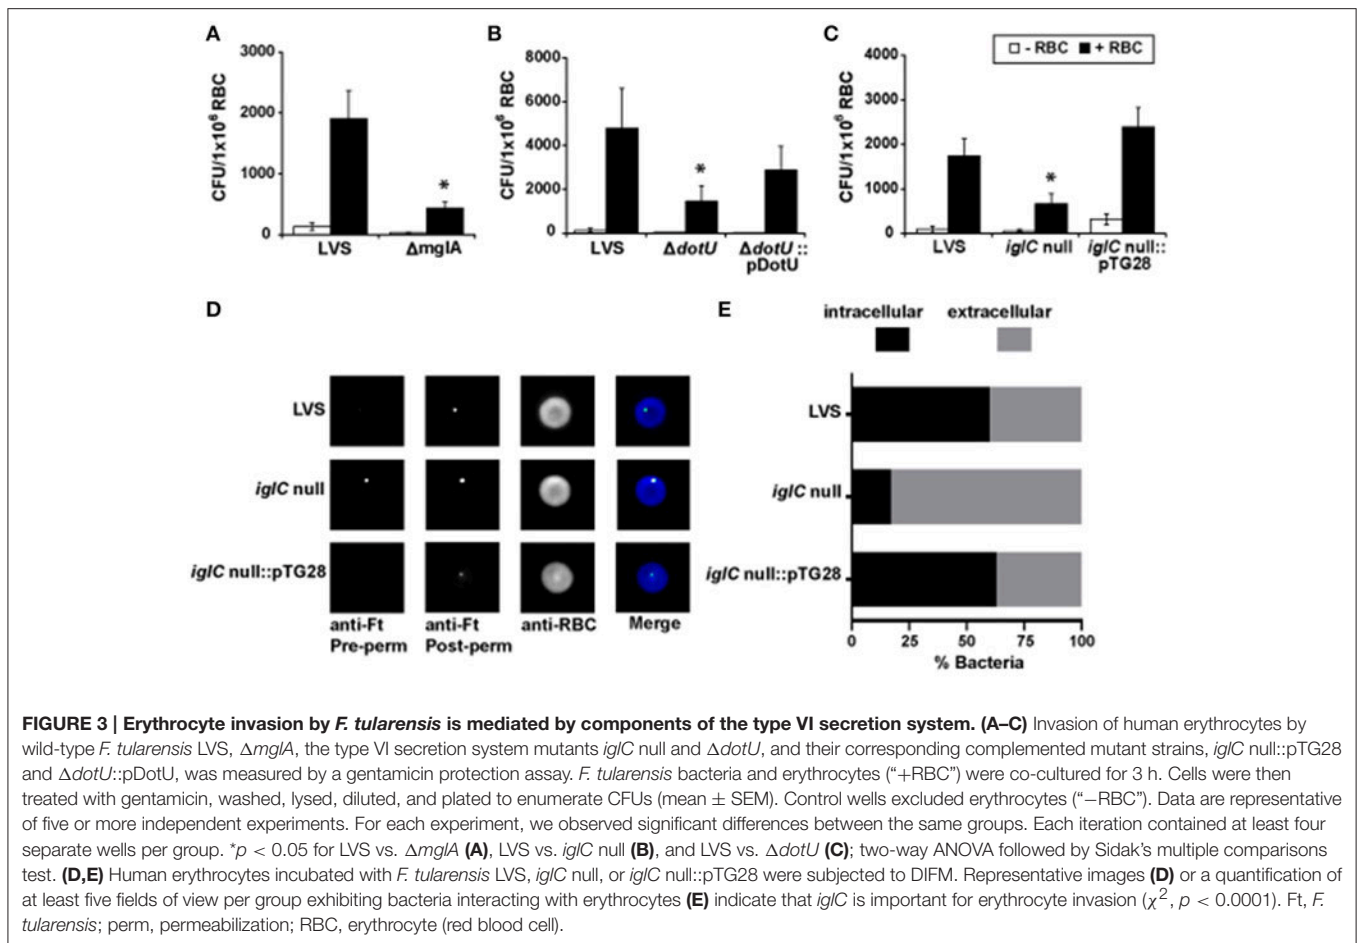 A
B
C
- RBC + RBC
CFU/1x10⁶ RBC
3000
2000
1000
0
LVS ΔmglA
*
CFU/1x10⁶ RBC
8000
6000
4000
2000
0
LVS ΔdotU ΔdotU ::
pDotU
*
CFU/1x10⁶ RBC
4000
3000
2000
1000
0
LVS iglC null iglC null::
pTG28
*
D
LVS
iglC null
iglC null::pTG28
anti-Ft anti-Ft anti-RBC Merge
Pre-perm Post-perm
E
intracellular extracellular
LVS
iglC null
iglC null::pTG28
0 25 50 75 100
% Bacteria
FIGURE 3 | Erythrocyte invasion by F. tularensis is mediated by components of the type VI secretion system. (A–C) Invasion of human erythrocytes by
wild-type F. tularensis LVS, ΔmglA, the type VI secretion system mutants iglC null and ΔdotU, and their corresponding complemented mutant strains, iglC null::pTG28
and ΔdotU::pDotU, was measured by a gentamicin protection assay. F. tularensis bacteria and erythrocytes (“+RBC”) were co-cultured for 3 h. Cells were then
treated with gentamicin, washed, lysed, diluted, and plated to enumerate CFUs (mean ± SEM). Control wells excluded erythrocytes (“−RBC”). Data are representative
of five or more independent experiments. For each experiment, we observed significant differences between the same groups. Each iteration contained at least four
separate wells per group. *p < 0.05 for LVS vs. ΔmglA (A), LVS vs. iglC null (B), and LVS vs. ΔdotU (C); two-way ANOVA followed by Sidak’s multiple comparisons
test. (D,E) Human erythrocytes incubated with F. tularensis LVS, iglC null, or iglC null::pTG28 were subjected to DIFM. Representative images (D) or a quantification of
at least five fields of view per group exhibiting bacteria interacting with erythrocytes (E) indicate that iglC is important for erythrocyte invasion (χ², p < 0.0001). Ft, F.
tularensis; perm, permeabilization; RBC, erythrocyte (red blood cell).